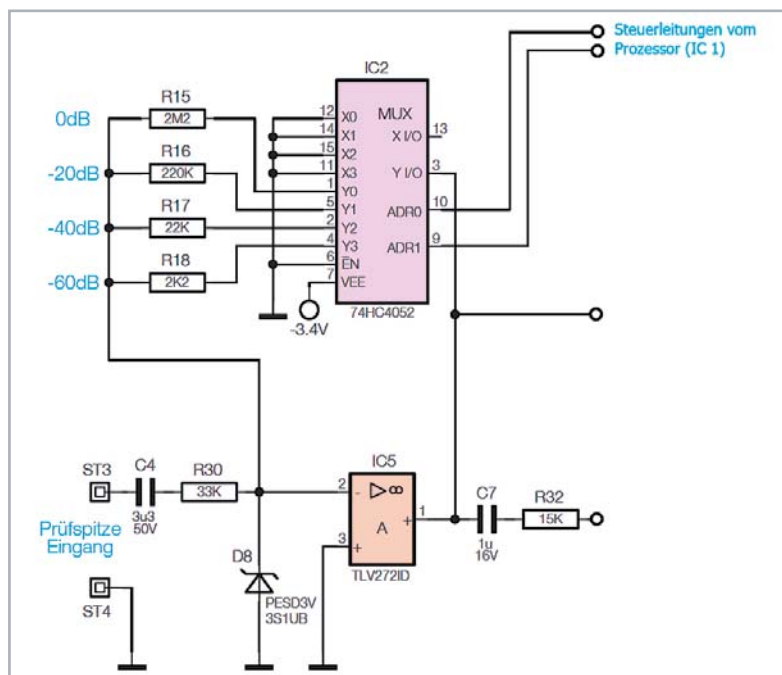 Steuerleitungen vom
Prozessor (IC 1)
IC2
MUX
0dB
R15
2M2
-20dB
R16
220K
-40dB
R17
22K
-60dB
R18
2K2
12 X0
14 X1
15 X2
11 X3
1 Y0
5 Y1
2 Y2
4 Y3
6 EN
7 VEE
X I/O 13
Y I/O 3
ADR0 10
ADR1 9
74HC4052
-3.4V
ST3
C4
3u3
50V
R30
33K
IC5
2 -
3 +
▷ ∞
A
+ 1
TLV272ID
C7
1u
16V
R32
15K
Prüfspitze
Eingang
ST4
D8
PESD3V
3S1UB